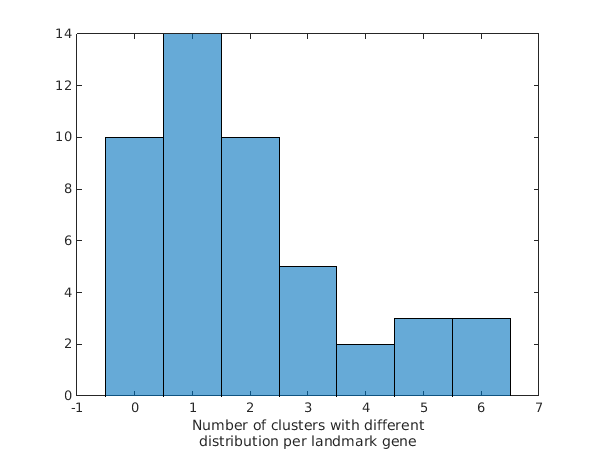 14
12
10
8
6
4
2
0
-1 0 1 2 3 4 5 6 7
Number of clusters with different
distribution per landmark gene